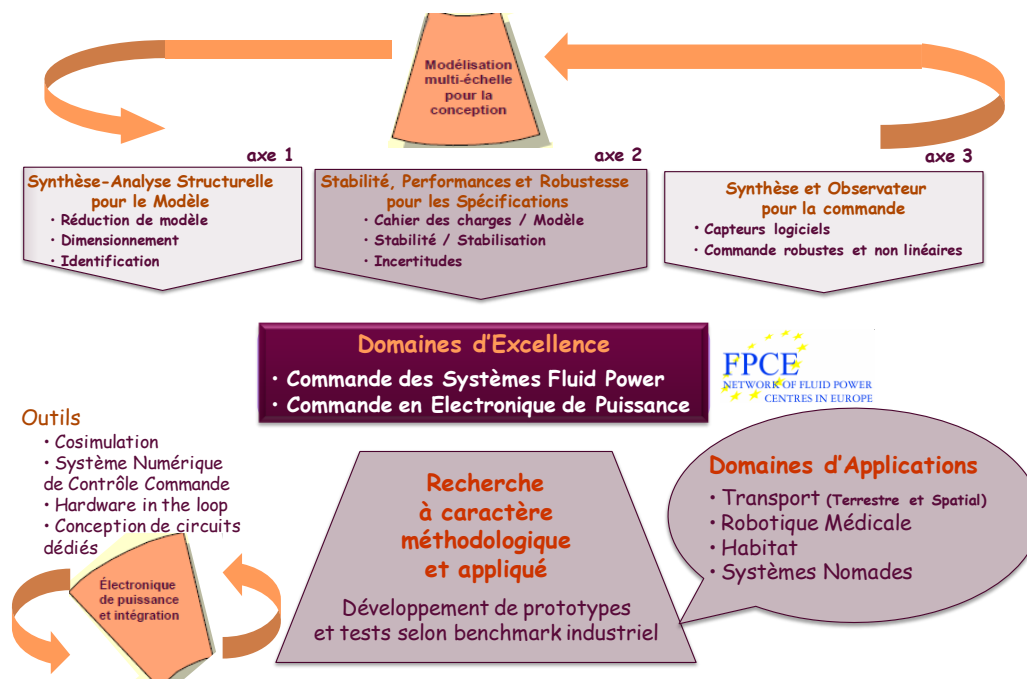 Modélisation
multi-échelle
pour la
conception
axe 1
Synthèse-Analyse Structurelle
pour le Modèle
• Réduction de modèle
• Dimensionnement
• Identification
axe 2
Stabilité, Performances et Robustesse
pour les Spécifications
• Cahier des charges / Modèle
• Stabilité / Stabilisation
• Incertitudes
axe 3
Synthèse et Observateur
pour la commande
• Capteurs logiciels
• Commande robustes et non linéaires
Domaines d'Excellence
• Commande des Systèmes Fluid Power
• Commande en Electronique de Puissance
FPCE
NETWORK OF FLUID POWER
CENTRES IN EUROPE
Outils
• Cosimulation
• Système Numérique
de Contrôle Commande
• Hardware in the loop
• Conception de circuits
dédiés
Électronique
de puissance
et intégration
Recherche
à caractère
méthodologique
et appliqué
Développement de prototypes
et tests selon benchmark industriel
Domaines d'Applications
• Transport (Terrestre et Spatial)
• Robotique Médicale
• Habitat
• Systèmes Nomades